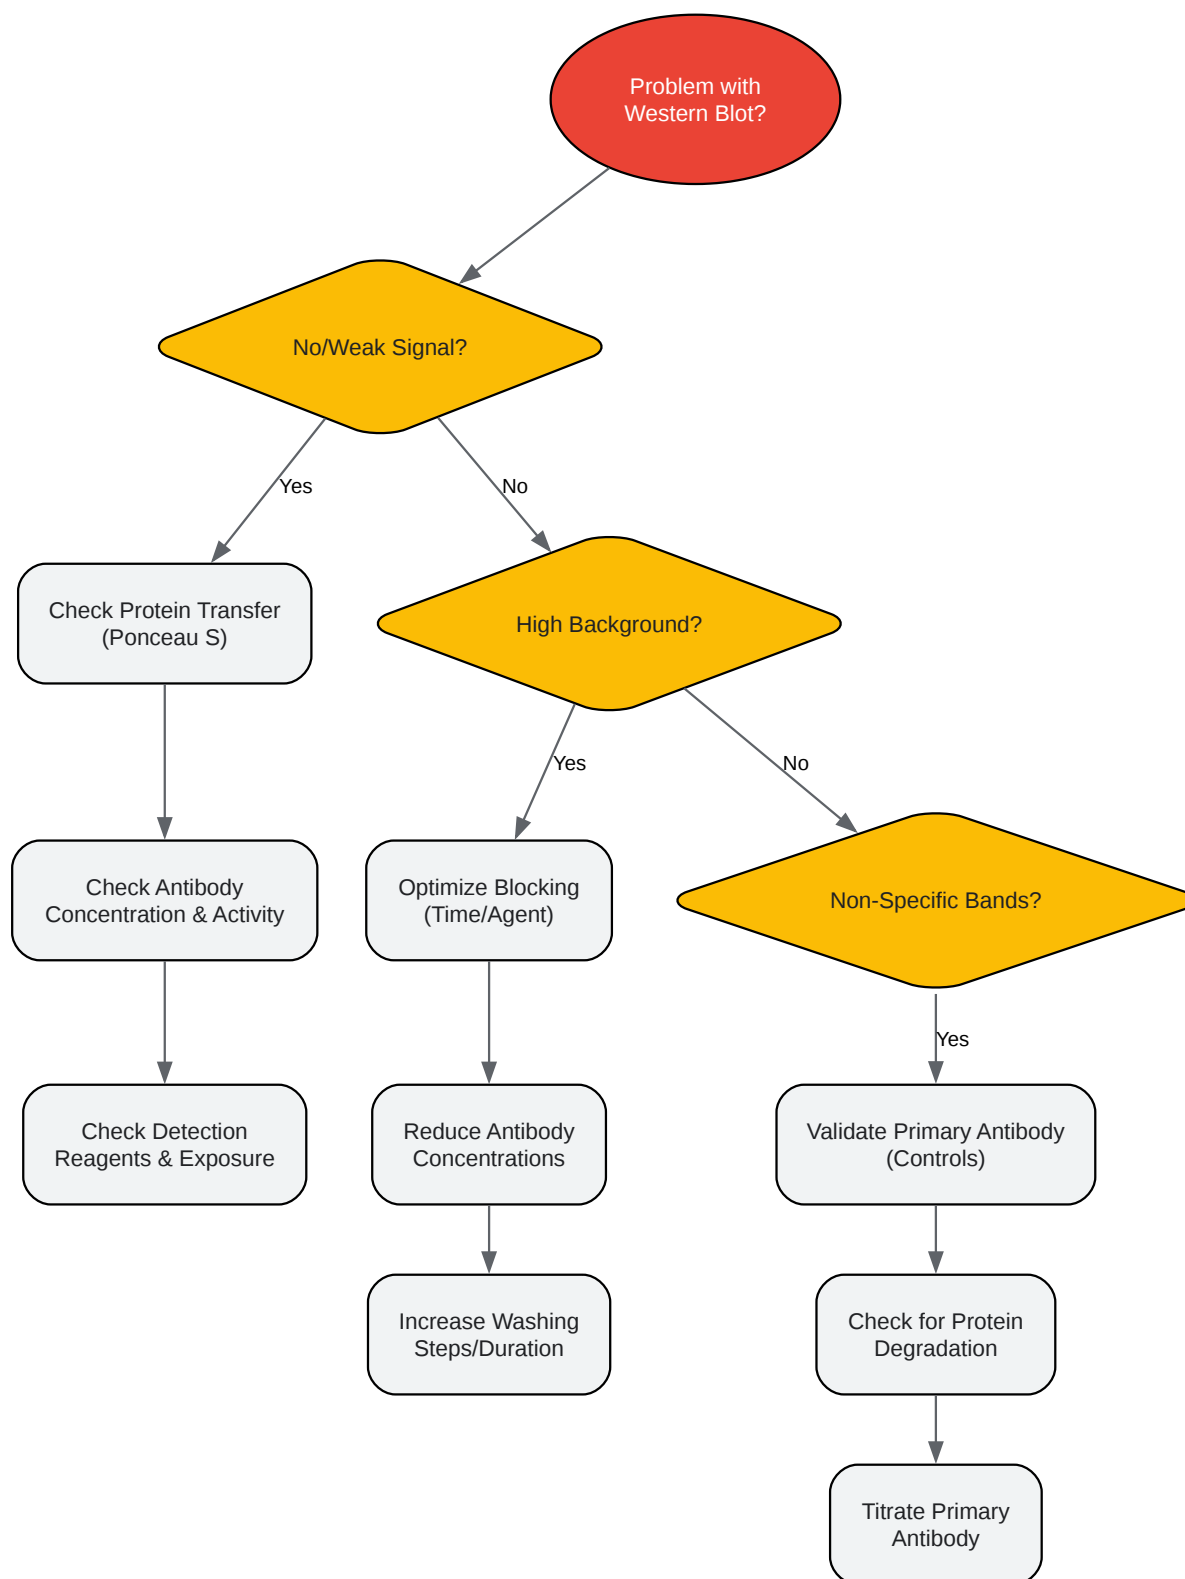 Problem with
Western Blot?
No/Weak Signal?
Yes
No
Check Protein Transfer
(Ponceau S)
High Background?
Yes
No
Check Antibody
Concentration & Activity
Optimize Blocking
(Time/Agent)
Non-Specific Bands?
Yes
Check Detection
Reagents & Exposure
Reduce Antibody
Concentrations
Validate Primary Antibody
(Controls)
Increase Washing
Steps/Duration
Check for Protein
Degradation
Titrate Primary
Antibody